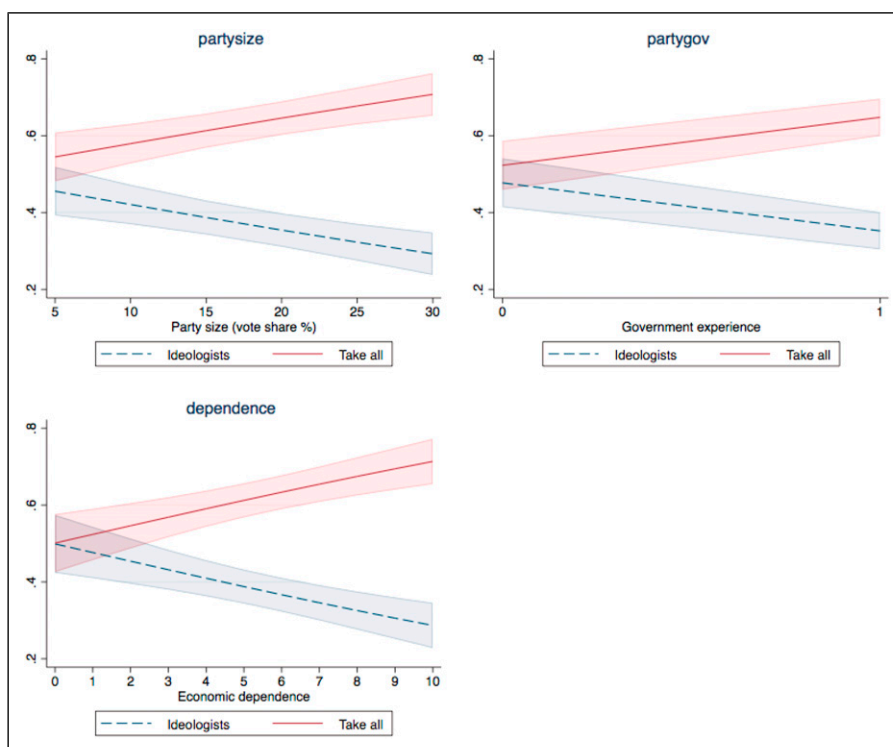 partysize
.8
.6
.4
.2
5 10 15 20 25 30
Party size (vote share %)
Ideologists Take all
partygov
.8
.6
.4
.2
0 1
Government experience
Ideologists Take all
dependence
.8
.6
.4
.2
0 1 2 3 4 5 6 7 8 9 10
Economic dependence
Ideologists Take all